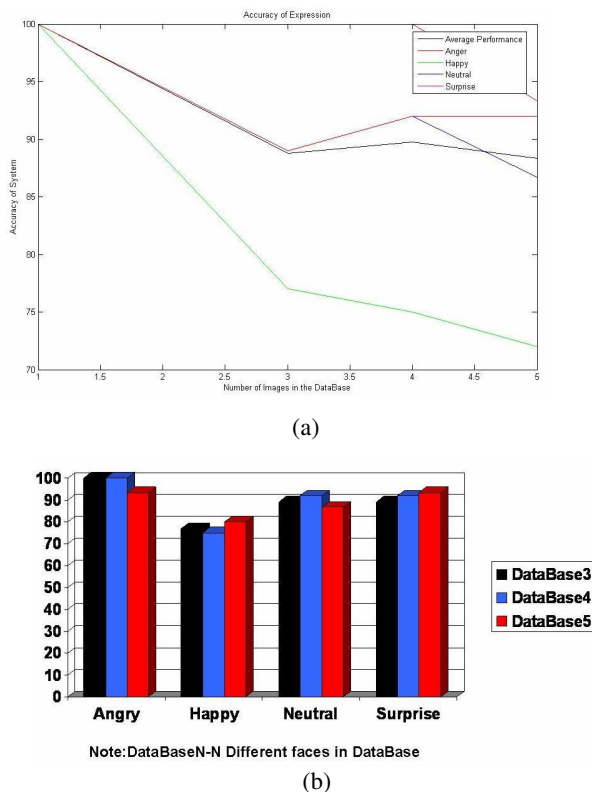 Accuracy of Expression
100
95
90
85
80
75
70
Accuracy of System
Average Performance
Anger
Happy
Neutral
Surprise
1 1.5 2 2.5 3 3.5 4 4.5 5
Number of Images in the DataBase
(a)
100
90
80
70
60
50
40
30
20
10
0
Angry Happy Neutral Surprise
DataBase3
DataBase4
DataBase5
Note:DataBaseN-N Different faces in DataBase
(b)